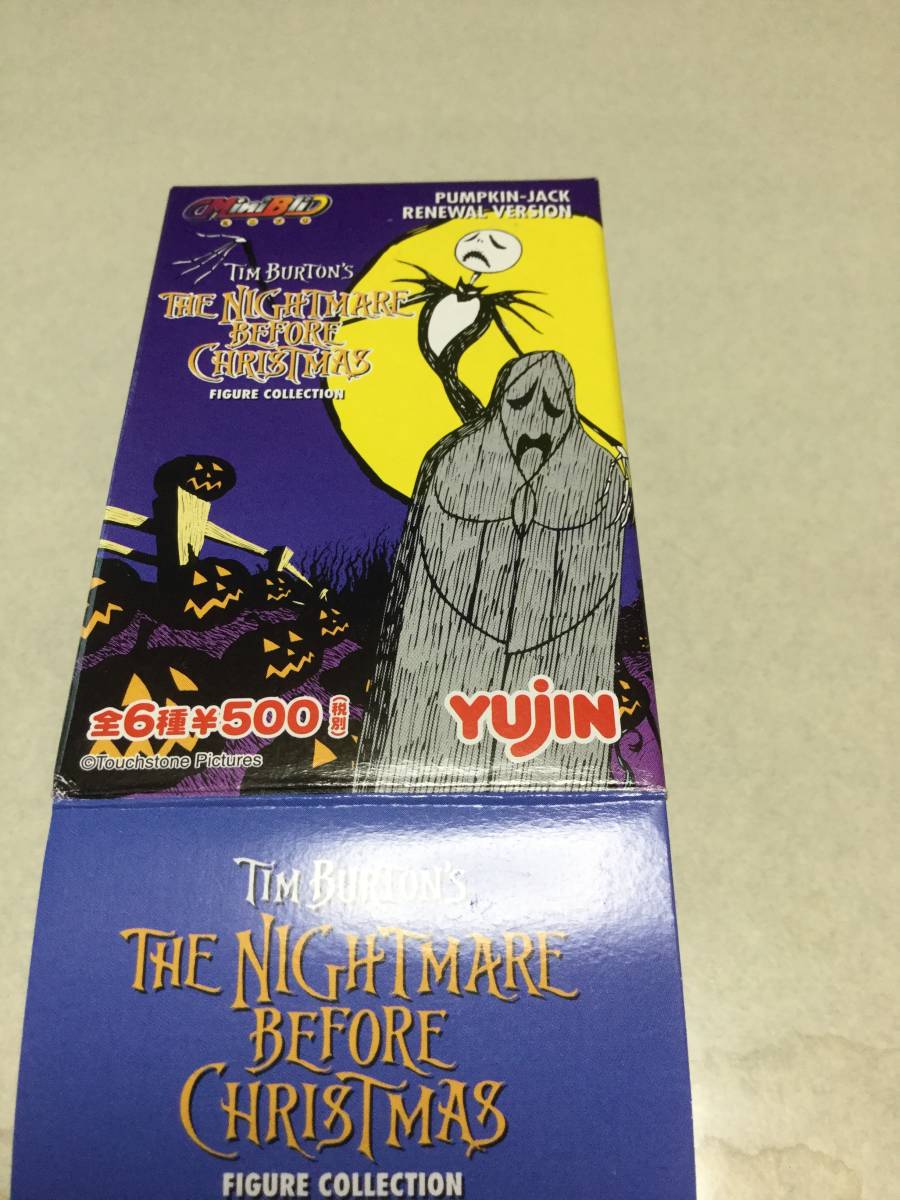 MiniBliP
PUMPKIN-JACK
RENEWAL VERSION
TIM BURTON'S
THE NIGHTMARE
BEFORE
CHRISTMAS
FIGURE COLLECTION
全6種¥500(税別)
YUJIN
©Touchstone Pictures
TIM BURTON'S
THE NIGHTMARE
BEFORE
CHRISTMAS
FIGURE COLLECTION